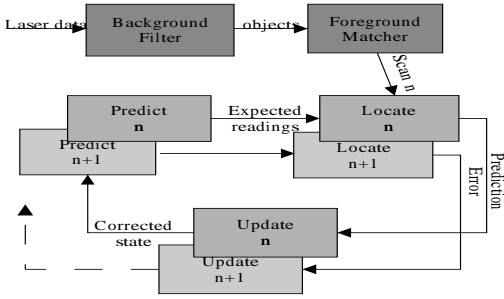 Laser data
Background
Filter
objects
Foreground
Matcher
Scan n
Predict
n
Expected
readings
Locate
n
Predict
n+1
Locate
n+1
Prediction
Error
Corrected
state
Update
n
Update
n+1